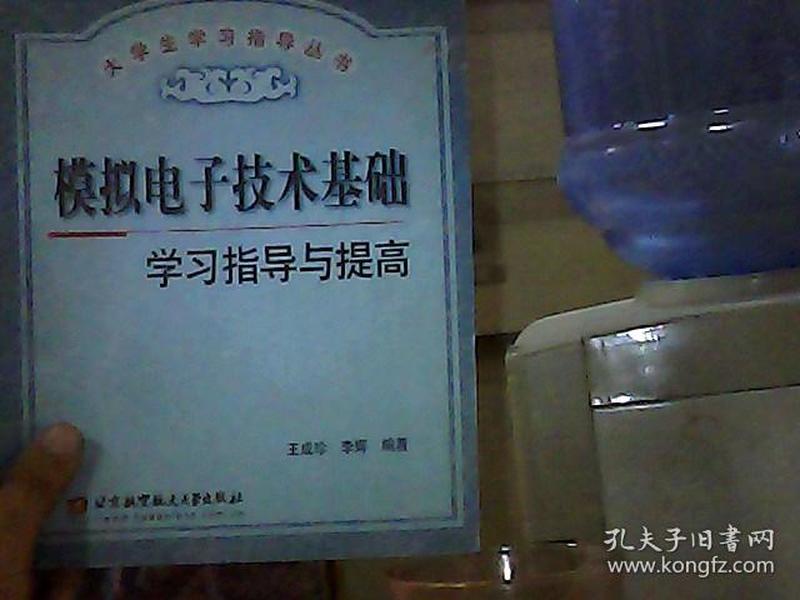 大学生学习指导丛书
模拟电子技术基础
学习指导与提高
王成珍 李辉 编著
北京航空航天大学出版社
孔夫子旧書网
www.kongfz.com